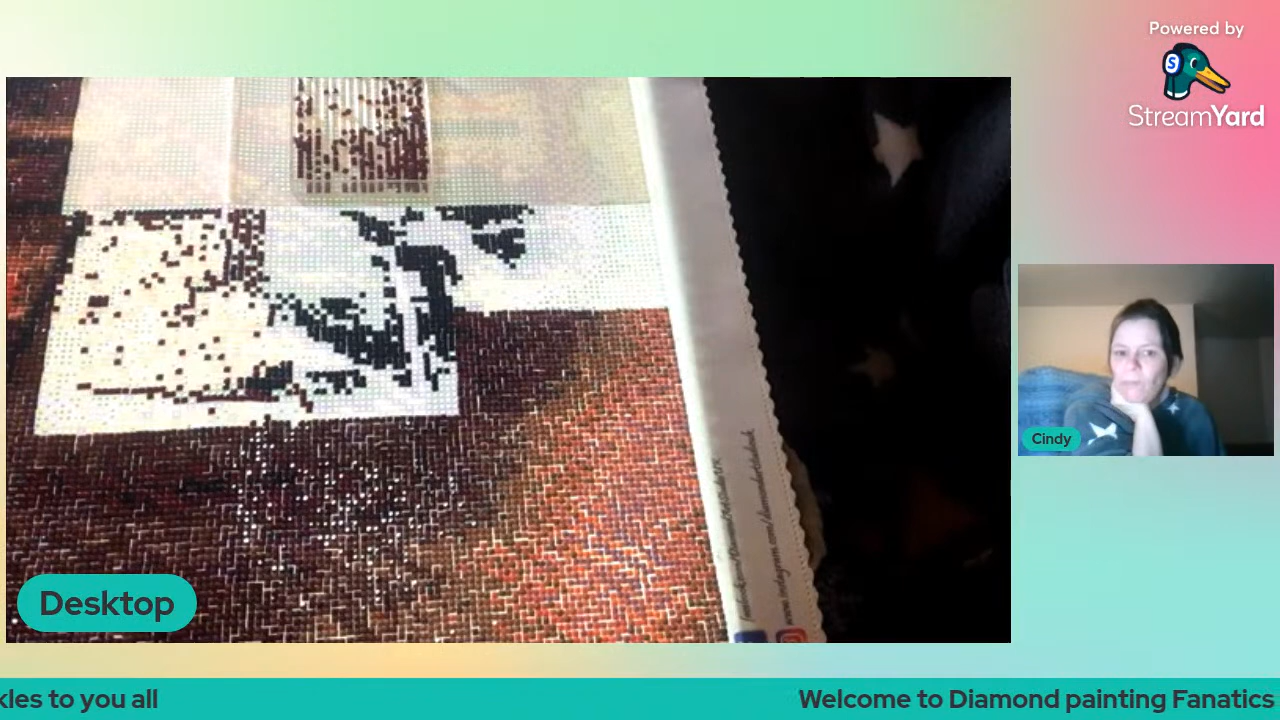 Powered by
S
StreamYard
Cindy
Desktop
kles to you all
Welcome to Diamond painting Fanatics